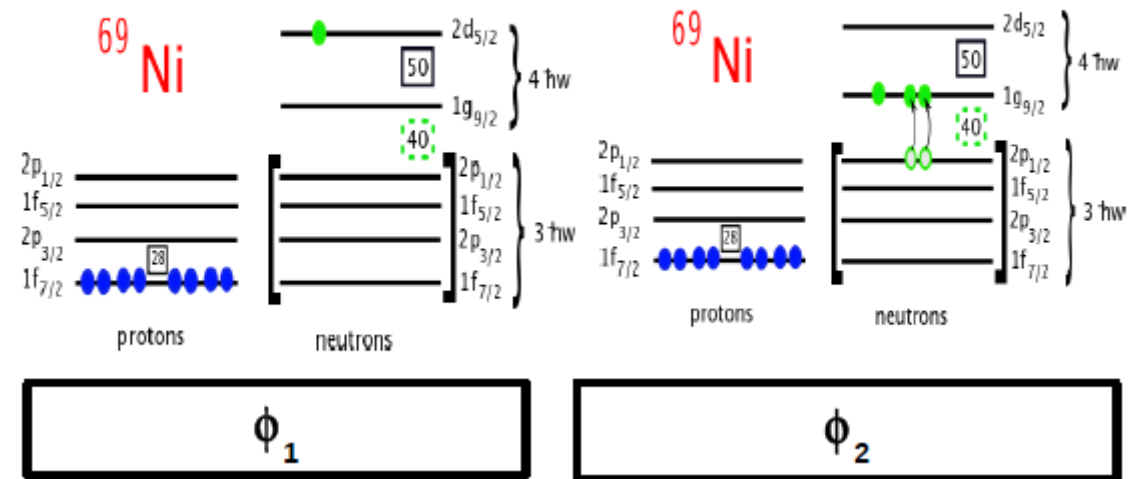 69Ni
2d5/2
50
4 ħw
1g9/2
40
2p1/2
1f5/2
2p3/2
28
1f7/2
2p1/2
1f5/2
2p3/2
1f7/2
3 ħw
protons
neutrons
ϕ1
69Ni
2d5/2
50
4 ħw
1g9/2
40
2p1/2
1f5/2
2p3/2
28
1f7/2
2p1/2
1f5/2
2p3/2
1f7/2
3 ħw
protons
neutrons
ϕ2